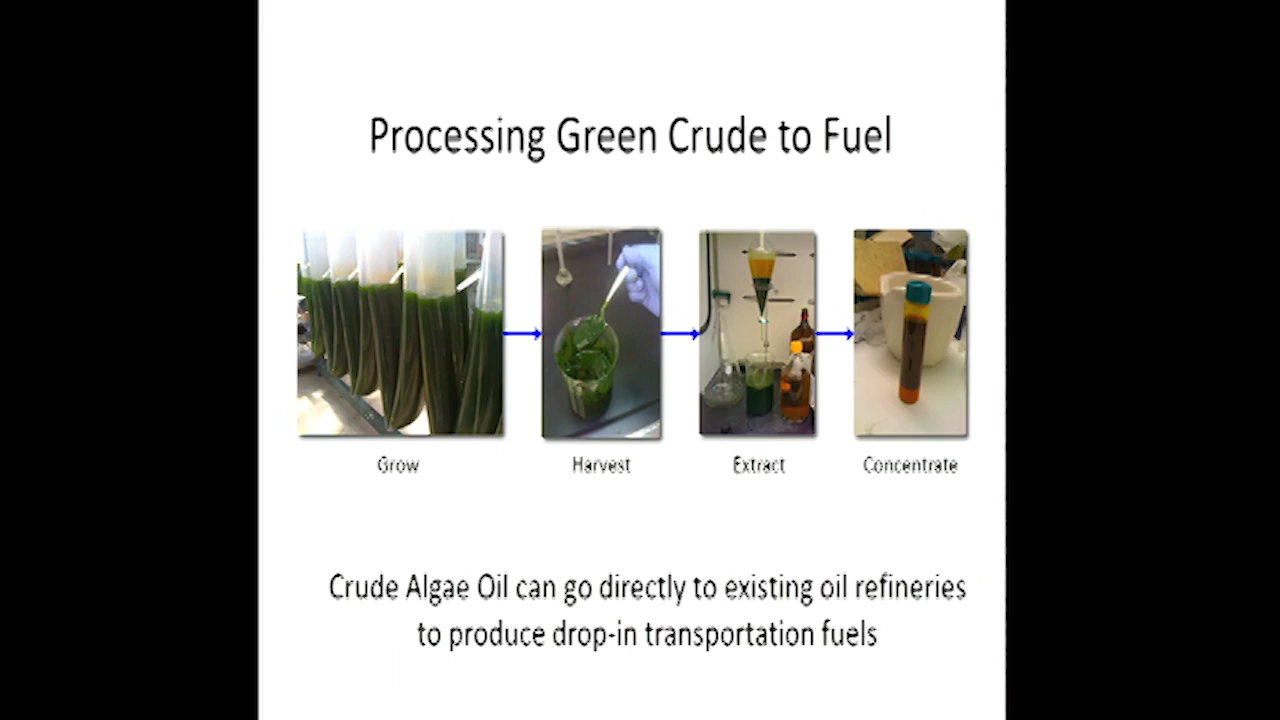 Processing Green Crude to Fuel
Grow
Harvest
Extract
Concentrate
Crude Algae Oil can go directly to existing oil refineries
to produce drop-in transportation fuels